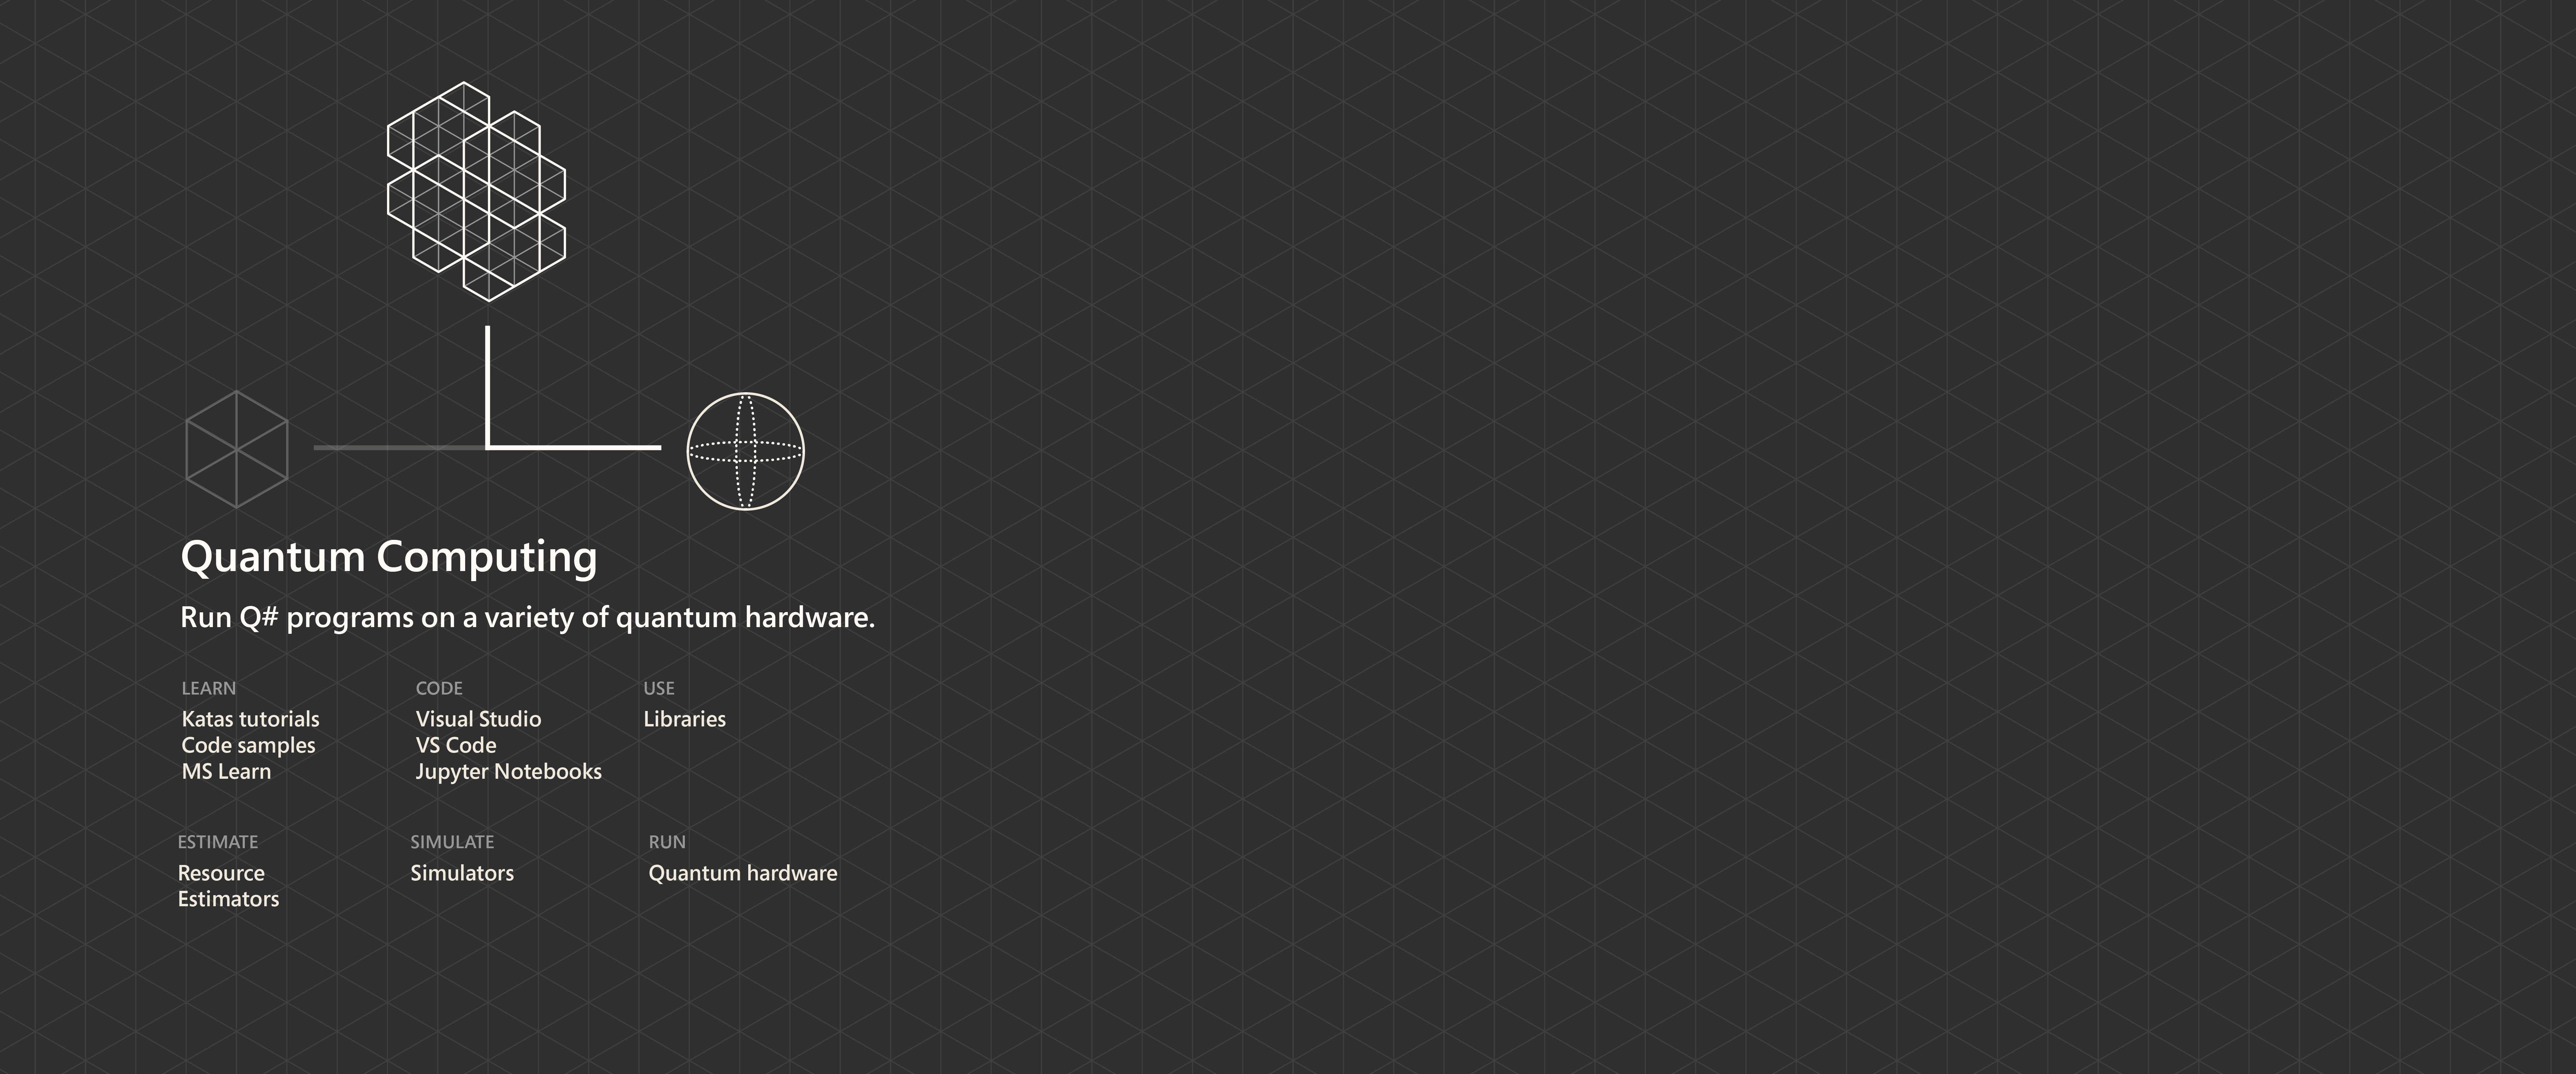 Quantum Computing
Run Q# programs on a variety of quantum hardware.
LEARN
Katas tutorials
Code samples
MS Learn
CODE
Visual Studio
VS Code
Jupyter Notebooks
USE
Libraries
ESTIMATE
Resource
Estimators
SIMULATE
Simulators
RUN
Quantum hardware